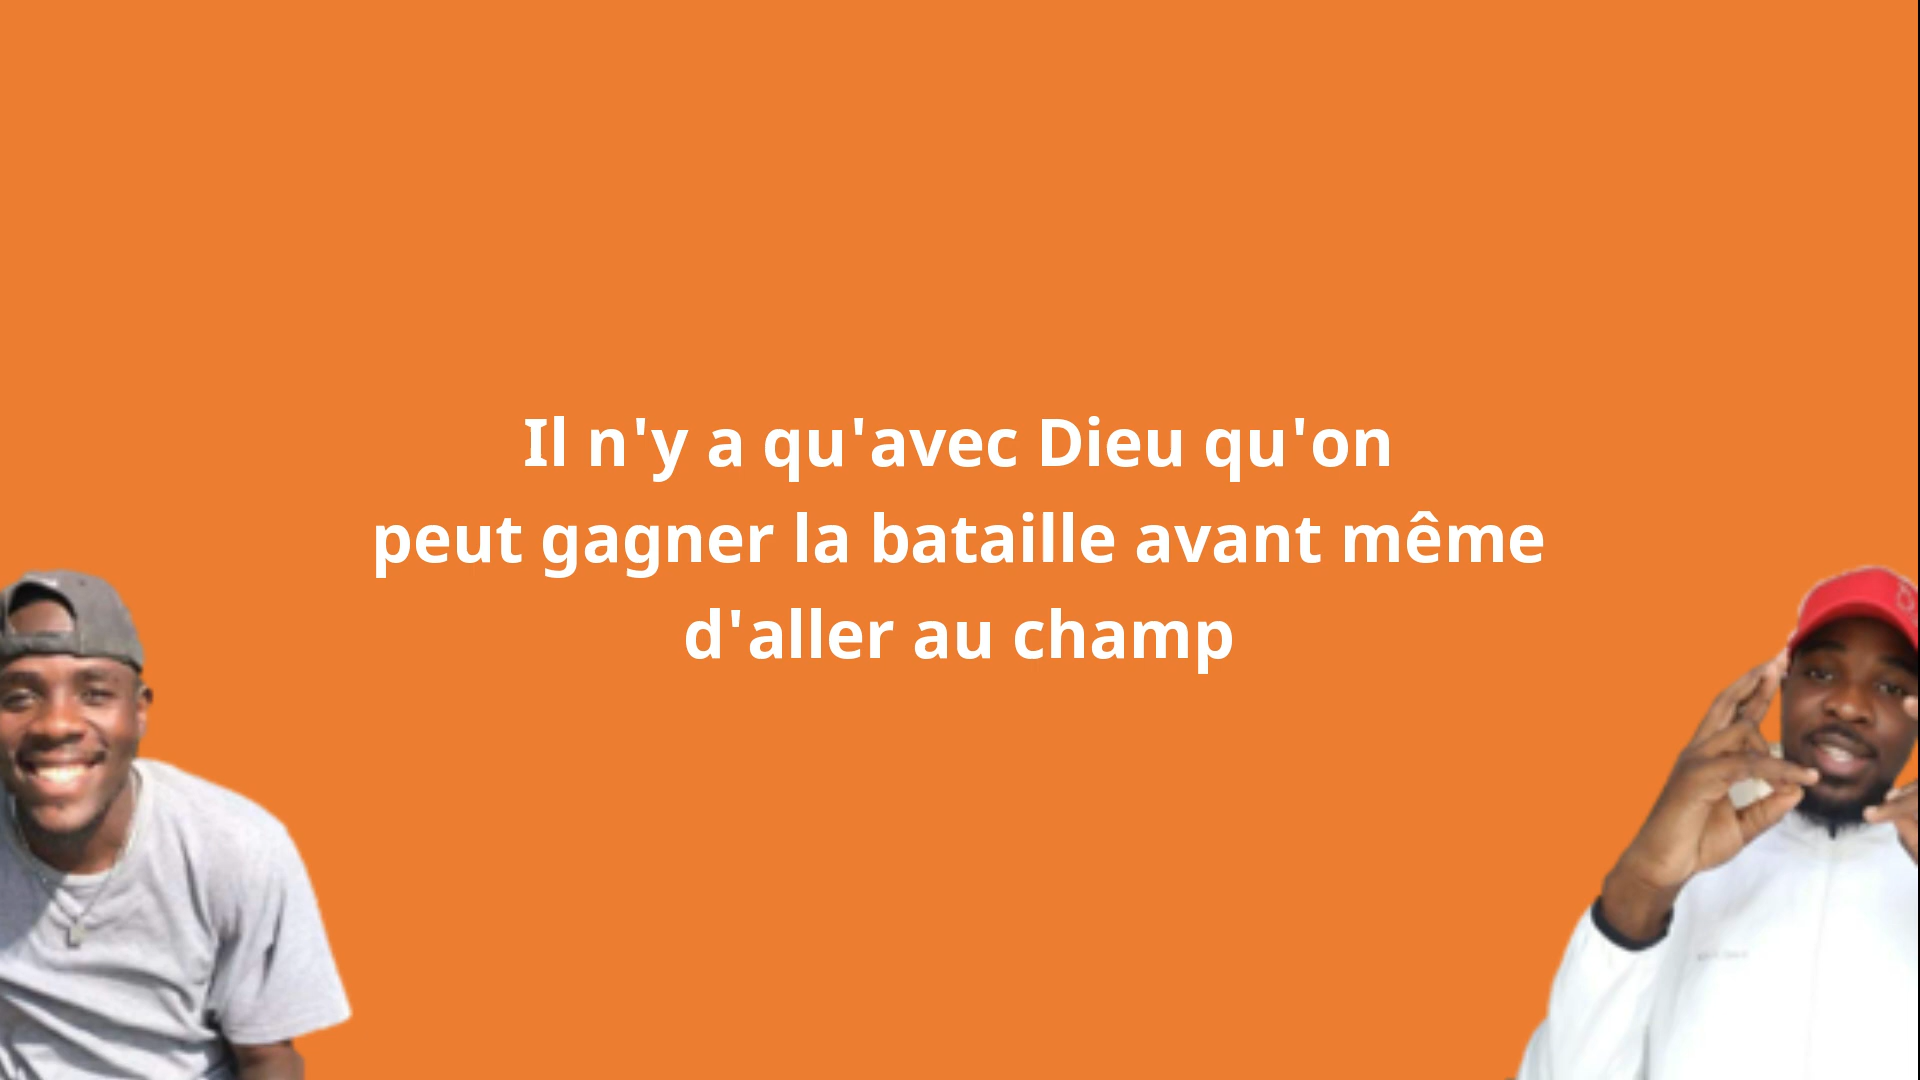 Il n'y a qu'avec Dieu qu'on
peut gagner la bataille avant même
d'aller au champ